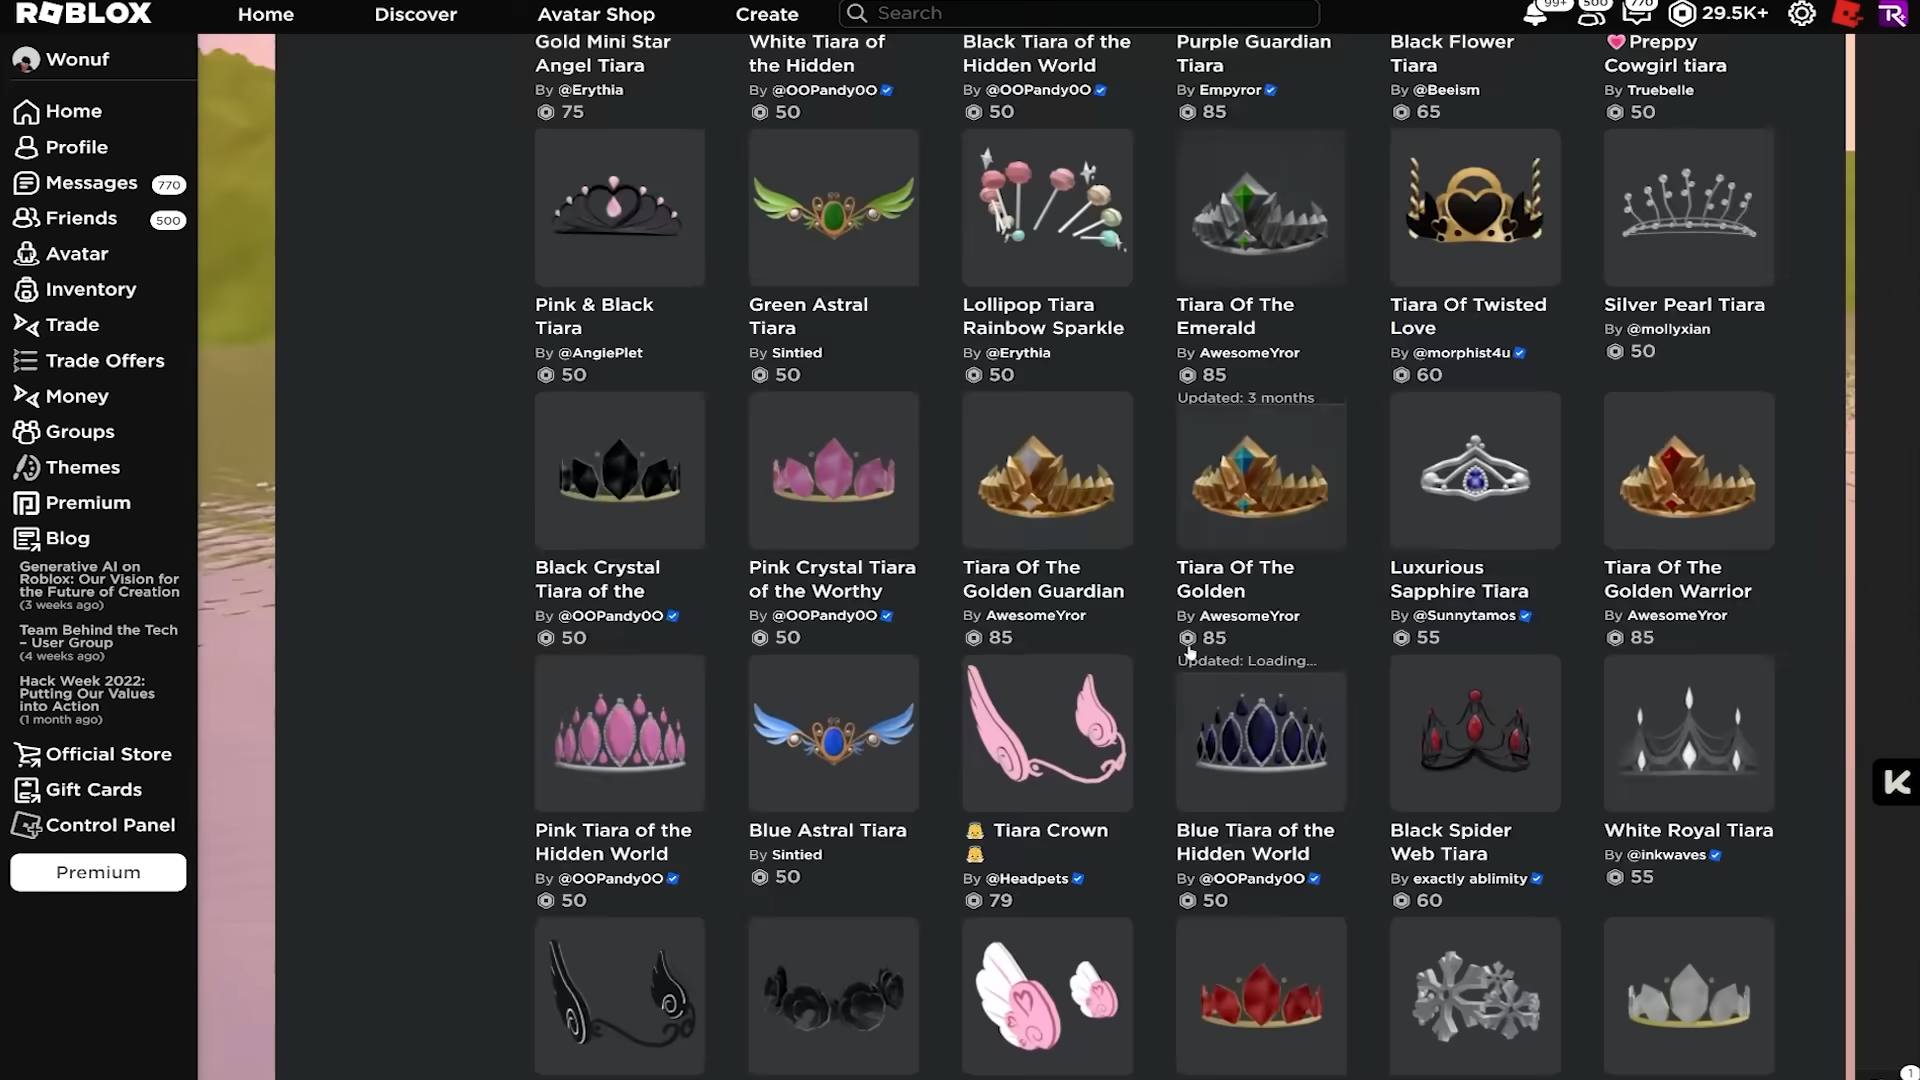 ROBLOX
Home
Discover
Avatar Shop
Create
Search
99+
500
770
29.5K+
Wonuf
Home
Profile
Messages
770
Friends
500
Avatar
Inventory
Trade
Trade Offers
Money
Groups
Themes
Premium
Blog
Generative AI on
Roblox: Our Vision for
the Future of Creation
(3 weeks ago)
Team Behind the Tech
– User Group
(4 weeks ago)
Hack Week 2022:
Putting Our Values
into Action
(1 month ago)
Official Store
Gift Cards
Control Panel
Premium
Gold Mini Star
Angel Tiara
By @Erythia
75
White Tiara of
the Hidden
By @OOPandy0O
50
Black Tiara of the
Hidden World
By @OOPandy0O
50
Purple Guardian
Tiara
By Empyror
85
Black Flower
Tiara
By @Beeism
65
Preppy
Cowgirl tiara
By Truebelle
50
Pink & Black
Tiara
By @AngiePlet
50
Green Astral
Tiara
By Sintied
50
Lollipop Tiara
Rainbow Sparkle
By @Erythia
50
Tiara Of The
Emerald
By AwesomeYror
85
Updated: 3 months
Tiara Of Twisted
Love
By @morphist4u
60
Silver Pearl Tiara
By @mollyxian
50
Black Crystal
Tiara of the
By @OOPandy0O
50
Pink Crystal Tiara
of the Worthy
By @OOPandy0O
50
Tiara Of The
Golden Guardian
By AwesomeYror
85
Tiara Of The
Golden
By AwesomeYror
85
Updated: Loading...
Luxurious
Sapphire Tiara
By @Sunnytamos
55
Tiara Of The
Golden Warrior
By AwesomeYror
85
Pink Tiara of the
Hidden World
By @OOPandy0O
50
Blue Astral Tiara
By Sintied
50
Tiara Crown
By @Headpets
79
Blue Tiara of the
Hidden World
By @OOPandy0O
50
Black Spider
Web Tiara
By exactly ablimity
60
White Royal Tiara
By @inkwaves
55
K
1